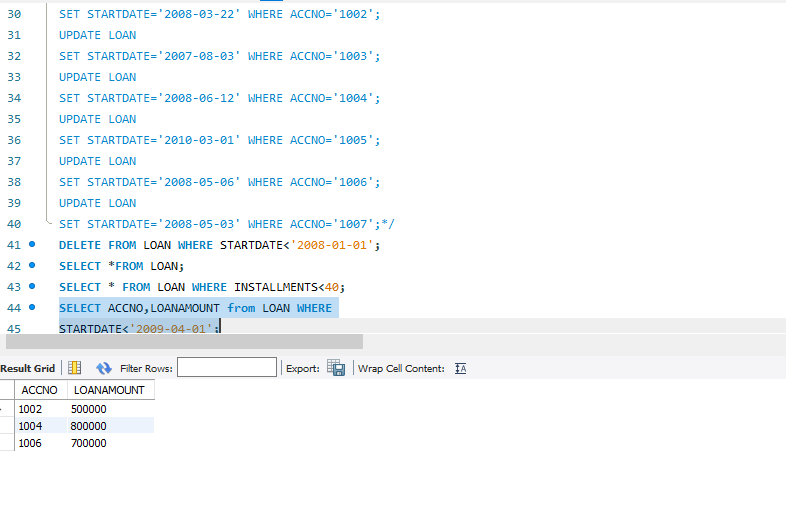 30 SET STARTDATE='2008-03-22' WHERE ACCNO='1002';
31 UPDATE LOAN
32 SET STARTDATE='2007-08-03' WHERE ACCNO='1003';
33 UPDATE LOAN
34 SET STARTDATE='2008-06-12' WHERE ACCNO='1004';
35 UPDATE LOAN
36 SET STARTDATE='2010-03-01' WHERE ACCNO='1005';
37 UPDATE LOAN
38 SET STARTDATE='2008-05-06' WHERE ACCNO='1006';
39 UPDATE LOAN
40 SET STARTDATE='2008-05-03' WHERE ACCNO='1007';*/
41 DELETE FROM LOAN WHERE STARTDATE<'2008-01-01';
42 SELECT *FROM LOAN;
43 SELECT * FROM LOAN WHERE INSTALLMENTS<40;
44 SELECT ACCNO,LOANAMOUNT from LOAN WHERE
45 STARTDATE<'2009-04-01';
Result Grid Filter Rows: Export: Wrap Cell Content:
ACCNO LOANAMOUNT
1002 500000
1004 800000
1006 700000